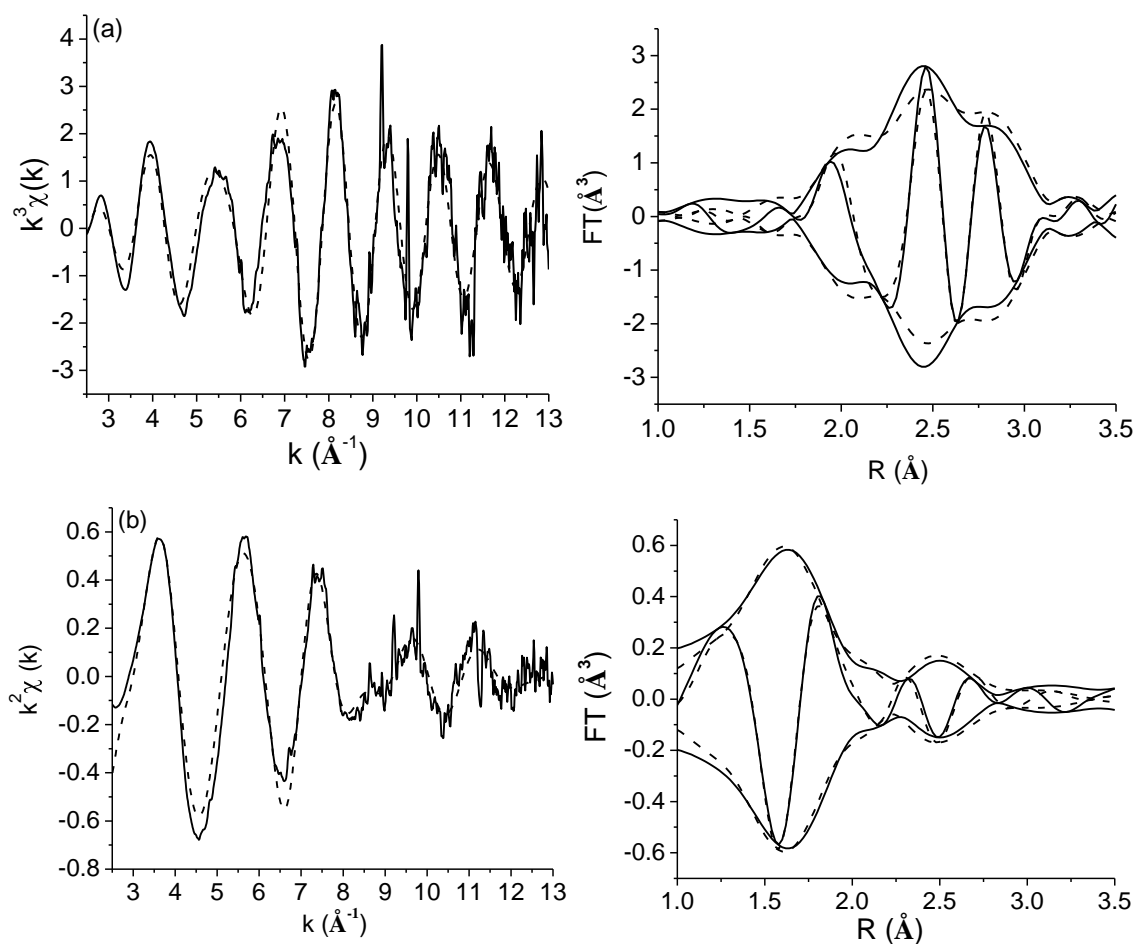 (a)
4
3
2
1
0
-1
-2
-3
k³χ(k)
3 4 5 6 7 8 9 10 11 12 13
k (Å⁻¹)
3
2
1
0
-1
-2
-3
FT(Å³)
1.0 1.5 2.0 2.5 3.0 3.5
R (Å)
(b)
0.6
0.4
0.2
0.0
-0.2
-0.4
-0.6
-0.8
k²χ (k)
3 4 5 6 7 8 9 10 11 12 13
k (Å⁻¹)
0.6
0.4
0.2
0.0
-0.2
-0.4
-0.6
FT (Å³)
1.0 1.5 2.0 2.5 3.0 3.5
R (Å)